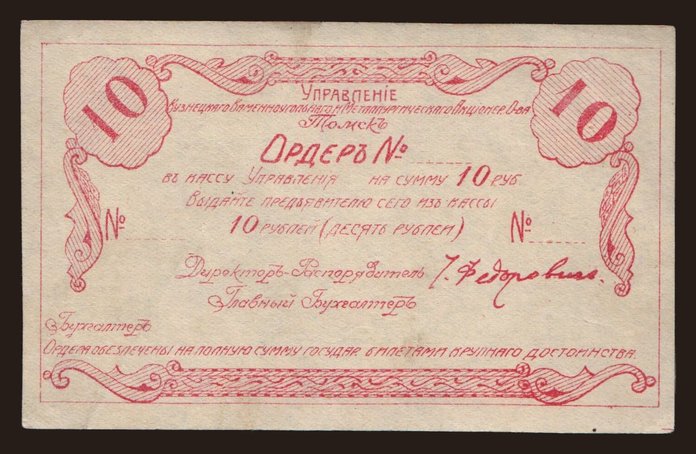 10 10
Управленіе
Кузнецкаго Каменноугольнаго и Металлургическаго Акціонер. О-ва
Томскъ
Ордеръ №
въ кассу Управленія на сумму 10 руб.
Выдайте предъявителю сего изъ кассы
№ 10 рублей (десять рублей) №
Директоръ-Распорядитель І. Федоровичъ
Главный Бухгалтеръ
Бухгалтеръ
Ордера обезпечены на полную сумму государ. билетами крупнаго достоинства.